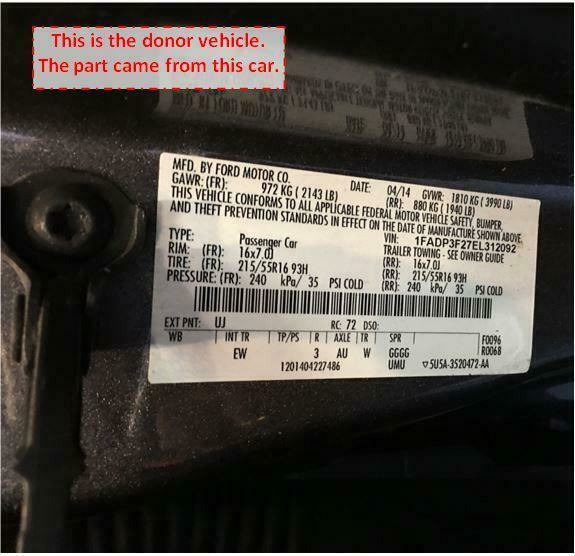 This is the donor vehicle.
The part came from this car.
MFD. BY FORD MOTOR CO. DATE: 04/14 GVWR: 1810 KG ( 3990 LB)
GAWR: (FR): 972 KG ( 2143 LB) (RR): 880 KG ( 1940 LB)
THIS VEHICLE CONFORMS TO ALL APPLICABLE FEDERAL MOTOR VEHICLE SAFETY, BUMPER,
AND THEFT PREVENTION STANDARDS IN EFFECT ON THE DATE OF MANUFACTURE SHOWN ABOVE.
VIN: 1FADP3F27EL312092
TYPE: Passenger Car TRAILER TOWING - SEE OWNER GUIDE
RIM: (FR): 16x7.0J (RR): 16x7.0J
TIRE: (FR): 215/55R16 93H (RR): 215/55R16 93H
PRESSURE: (FR): 240 kPa/ 35 PSI COLD (RR): 240 kPa/ 35 PSI COLD
EXT PNT: UJ RC: 72 DSO:
WB INT TR TP/PS R AXLE TR SPR F0096
EW 3 AU W GGGG R0068
1201404227486 UMU ▽5U5A-3520472-AA